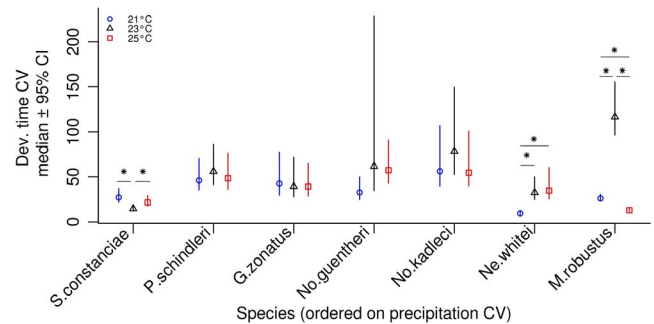 21°C
23°C
25°C
Dev. time CV
median ± 95% CI
200
150
100
50
0
* *
*
*
*
* *
S.constanciae
P.schindleri
G.zonatus
No.guentheri
No.kadleci
Ne.whitei
M.robustus
Species (ordered on precipitation CV)